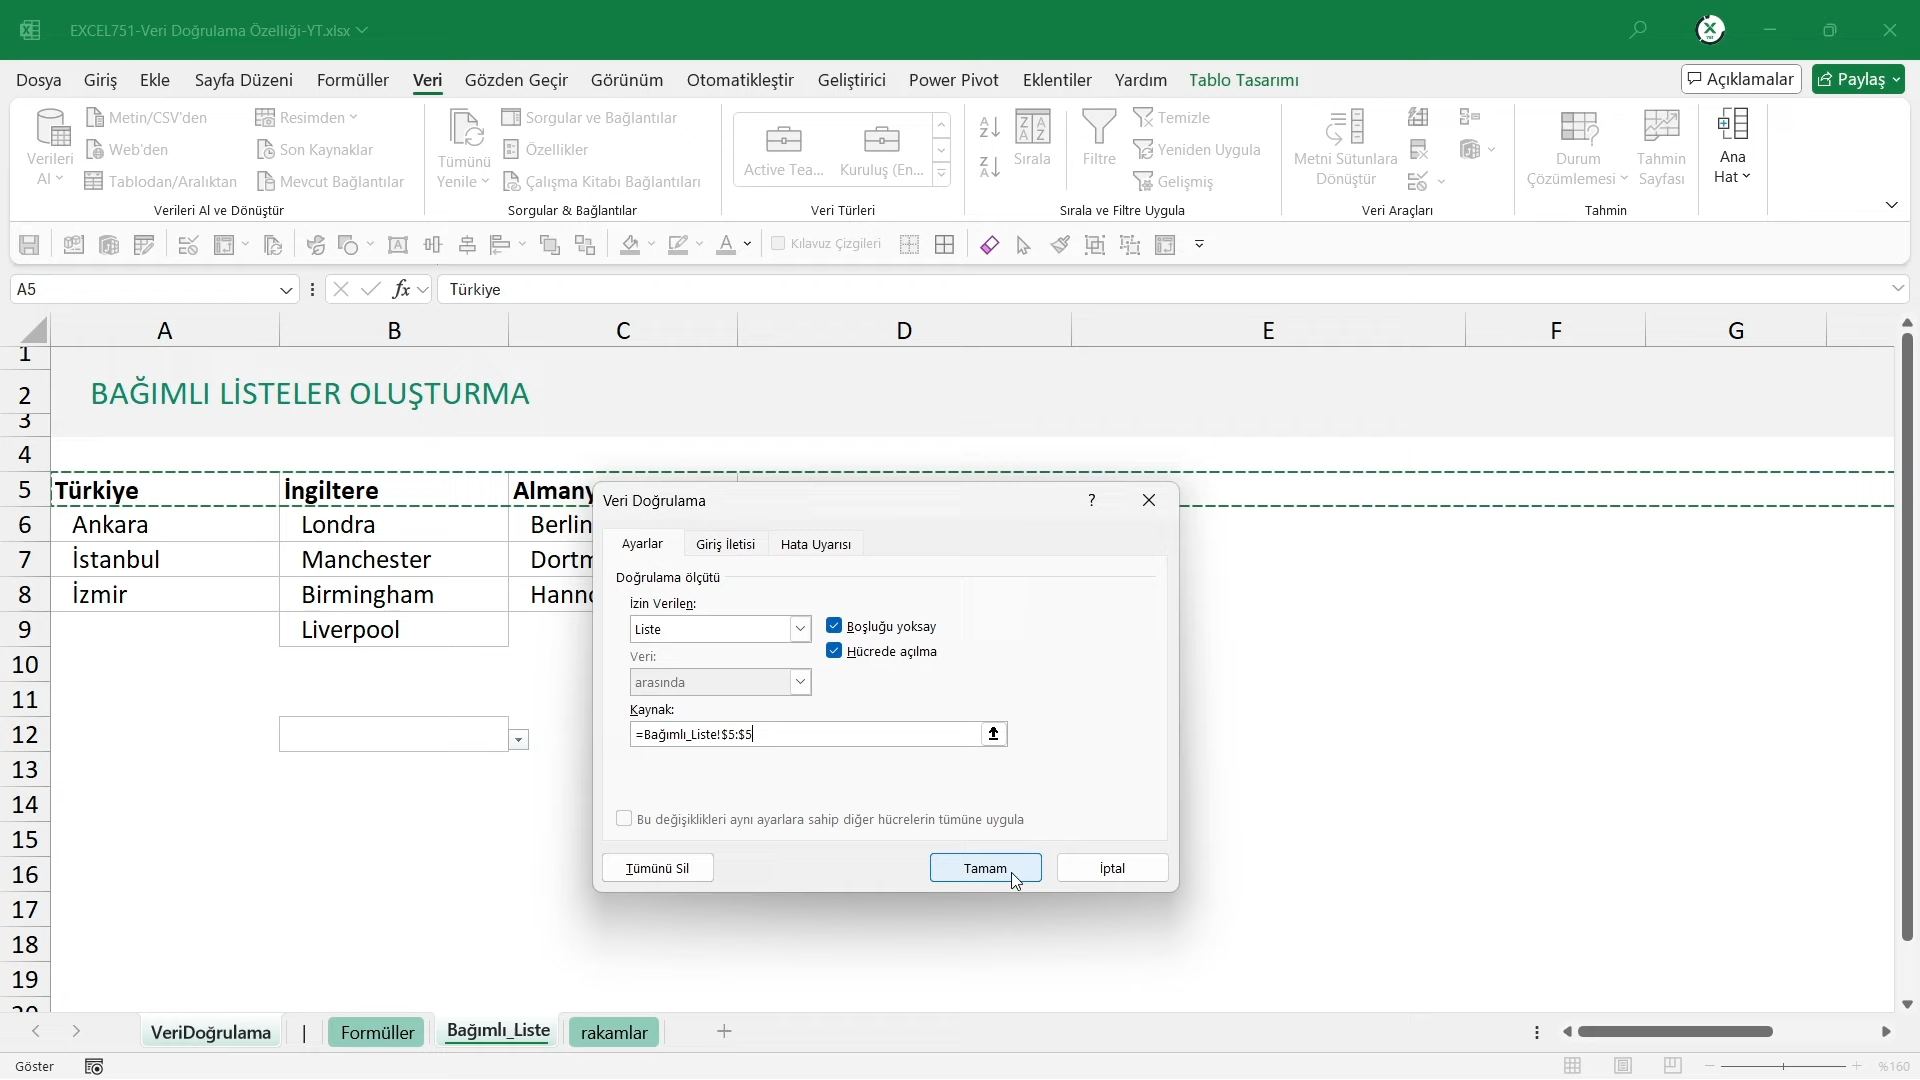 EXCEL751-Veri Doğrulama Özelliği-YT.xlsx
Dosya Giriş Ekle Sayfa Düzeni Formüller Veri Gözden Geçir Görünüm Otomatikleştir Geliştirici Power Pivot Eklentiler Yardım Tablo Tasarımı Açıklamalar Paylaş
Verileri Al
Metin/CSV'den
Web'den
Tablodan/Aralıktan
Resimden
Son Kaynaklar
Mevcut Bağlantılar
Verileri Al ve Dönüştür
Tümünü Yenile
Sorgular ve Bağlantılar
Özellikler
Çalışma Kitabı Bağlantıları
Sorgular & Bağlantılar
Active Tea...
Kuruluş (En...
Veri Türleri
Sırala
Filtre
Temizle
Yeniden Uygula
Gelişmiş
Sırala ve Filtre Uygula
Metni Sütunlara
Dönüştür
Veri Araçları
Durum
Çözümlemesi
Tahmin
Sayfası
Tahmin
Ana
Hat
Kılavuz Çizgileri
A5
fx
Türkiye
A B C D E F G
1
2 BAĞIMLI LİSTELER OLUŞTURMA
3
4
5 Türkiye İngiltere Almany
6 Ankara Londra Berlin
7 İstanbul Manchester Dortm
8 İzmir Birmingham Hanno
9 Liverpool
10
11
12
13
14
15
16
17
18
19
20
Veri Doğrulama ?
Ayarlar Giriş İletisi Hata Uyarısı
Doğrulama ölçütü
İzin Verilen:
Liste
Boşluğu yoksay
Hücrede açılma
Veri:
arasında
Kaynak:
=Bağımlı_Liste!$5:$5
Bu değişiklikleri aynı ayarlara sahip diğer hücrelerin tümüne uygula
Tümünü Sil Tamam İptal
VeriDoğrulama | Formüller Bağımlı_Liste rakamlar
Göster %160